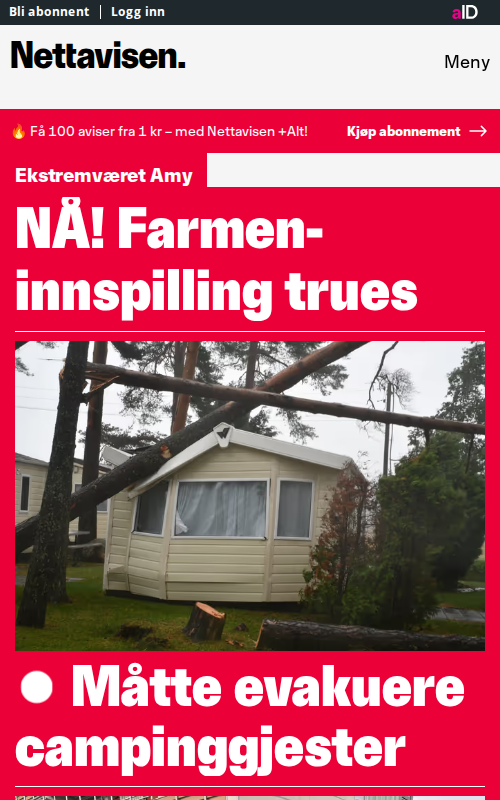 Bli abonnent
Logg inn
aID
Nettavisen.
Meny
🔥 Få 100 aviser fra 1 kr – med Nettavisen +Alt!
Kjøp abonnement →
Ekstremværet Amy
NÅ! Farmen-
innspilling trues
Måtte evakuere
campinggjester